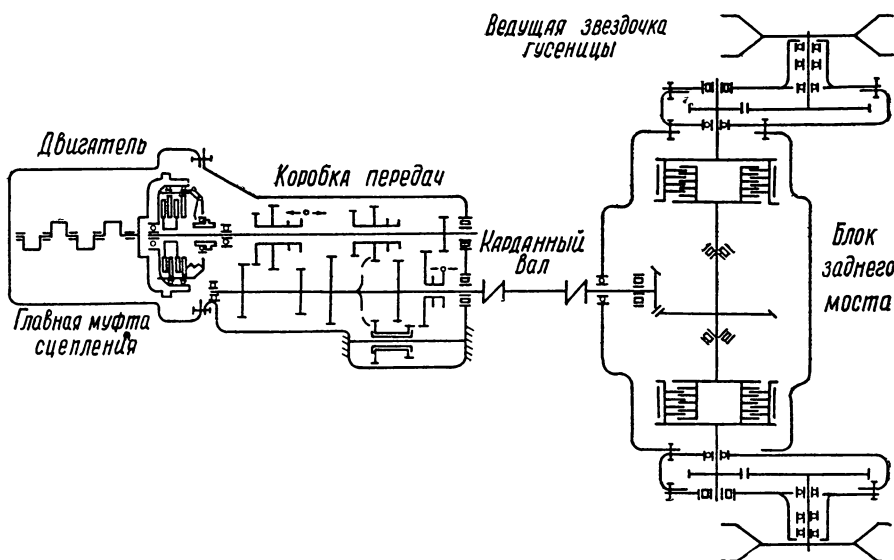 Ведущая звездочка
гусеницы
Двигатель
Коробка передач
Карданный
вал
Блок
заднего
моста
Главная муфта
сцепления